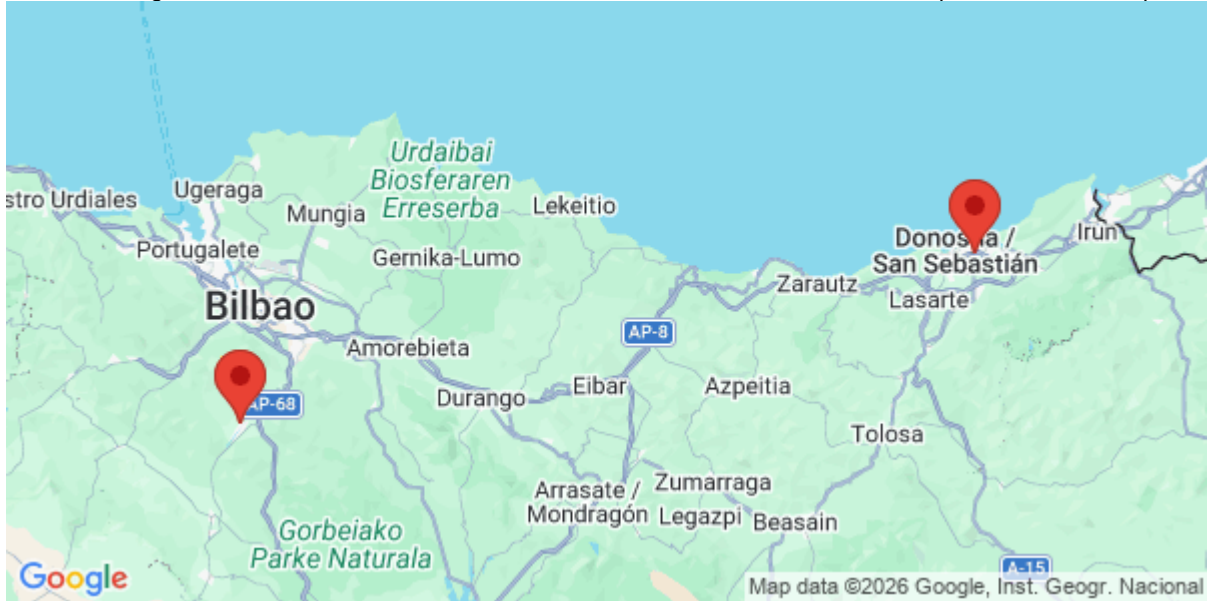 Urdaibai
Biosferaren
Erreserba
stro Urdiales
Ugeraga
Mungia
Lekeitio
Portugalete
Gernika-Lumo
Donostia /
San Sebastián
Irun
Zarautz
Lasarte
Bilbao
AP-8
Amorebieta
Durango
Eibar
Azpeitia
AP-68
Tolosa
Arrasate /
Mondragón
Zumarraga
Legazpi
Beasain
Gorbeiako
Parke Naturala
A-15
Google
Map data ©2026 Google, Inst. Geogr. Nacional